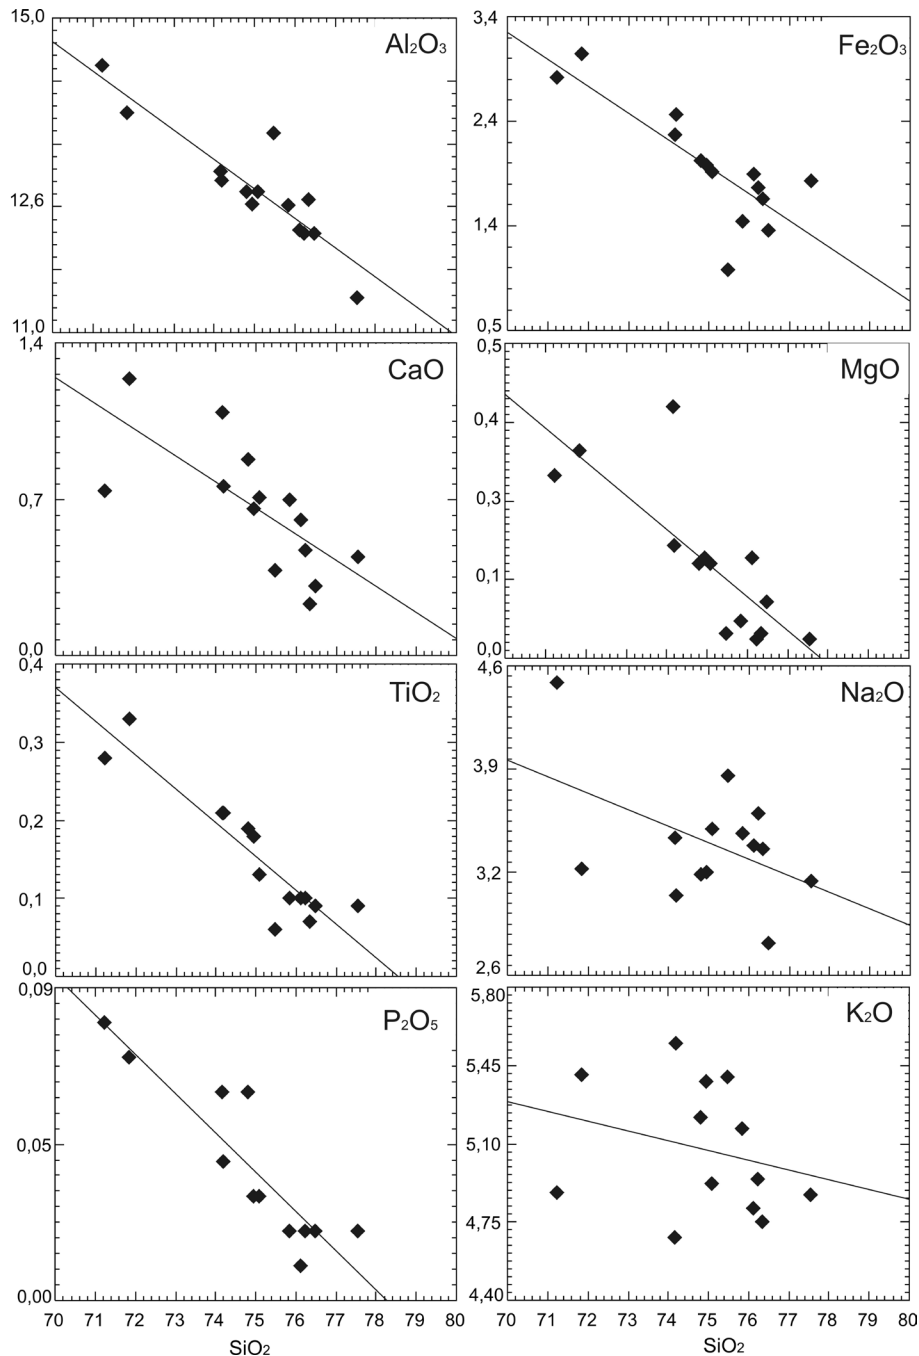 15,0
Al2O3
12,6
11,0
3,4
Fe2O3
2,4
1,4
0,5
1,4
CaO
0,7
0,0
0,5
MgO
0,4
0,3
0,1
0,0
0,4
TiO2
0,3
0,2
0,1
0,0
4,6
Na2O
3,9
3,2
2,6
0,09
P2O5
0,05
0,00
70 71 72 73 74 75 76 77 78 79 80
SiO2
5,80
K2O
5,45
5,10
4,75
4,40
70 71 72 73 74 75 76 77 78 79 80
SiO2